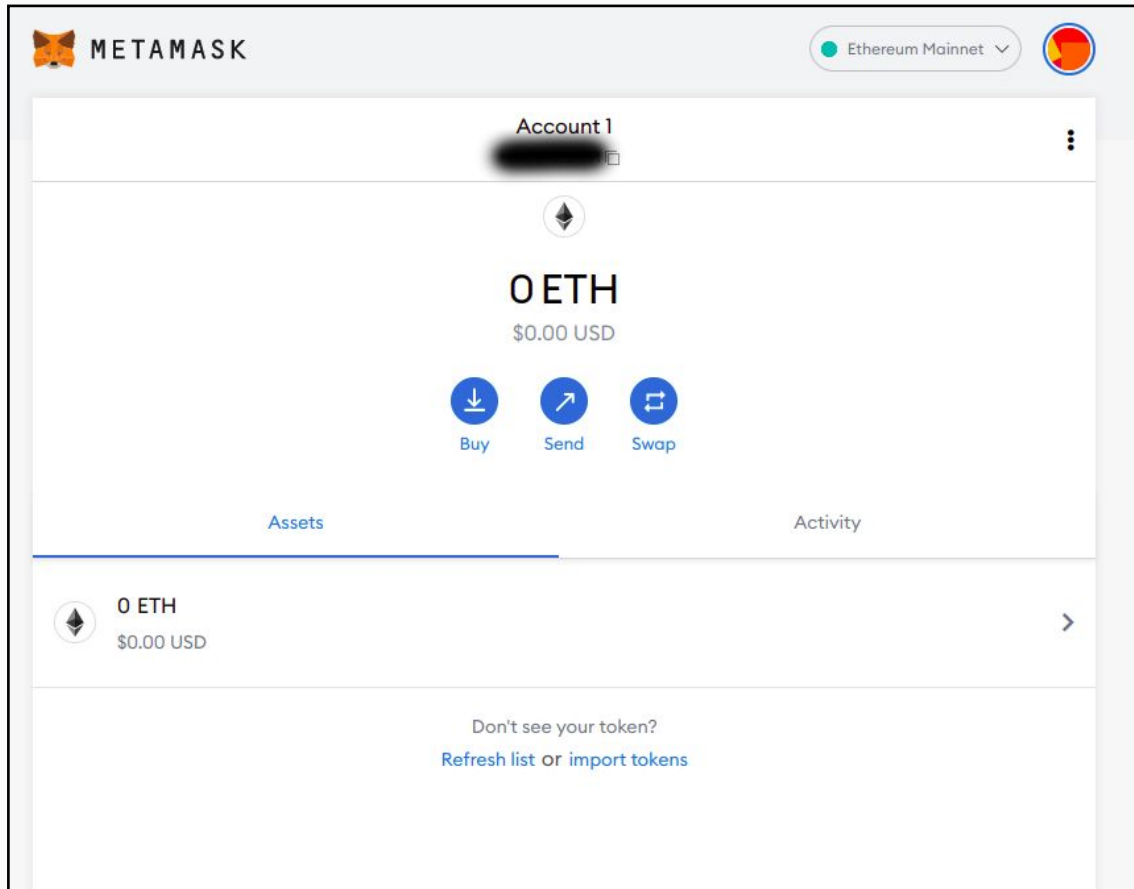 METAMASK
Ethereum Mainnet
Account 1
0 ETH
$0.00 USD
Buy Send Swap
Assets Activity
0 ETH
$0.00 USD
Don't see your token?
Refresh list or import tokens